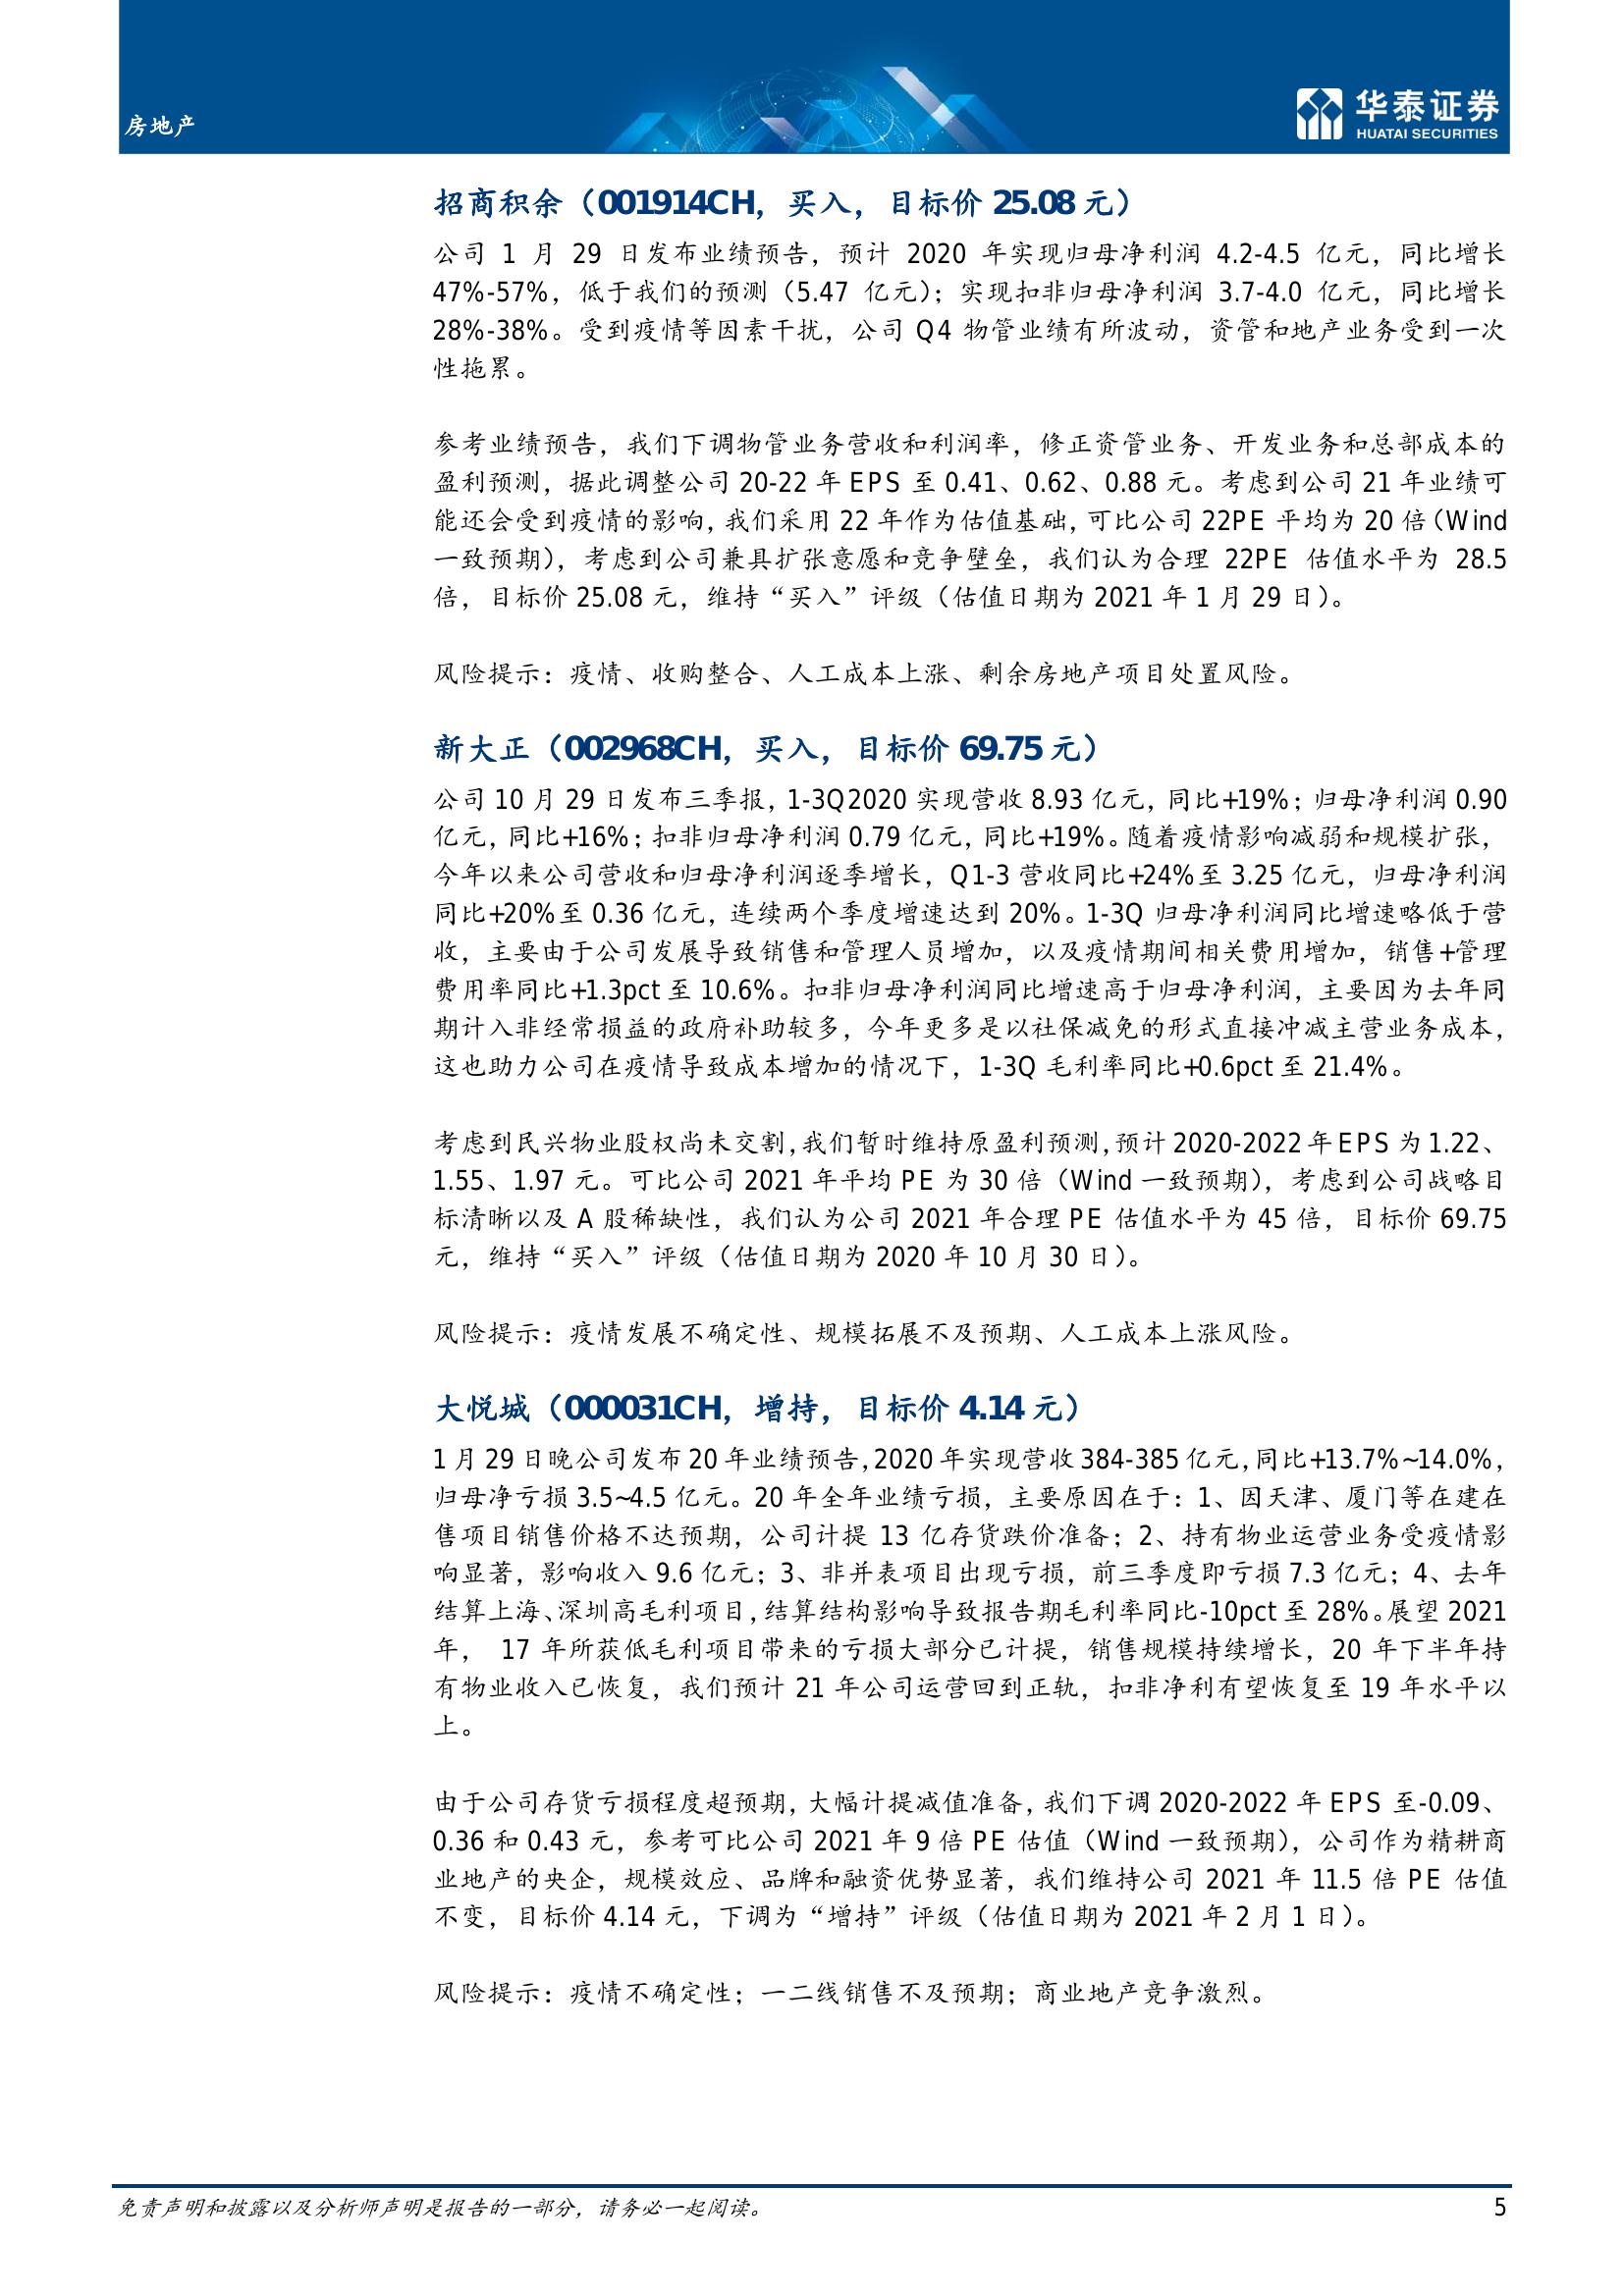 房地产
华泰证券
HUATAI SECURITIES
招商积余（001914CH，买入，目标价 25.08 元）
公司 1 月 29 日发布业绩预告，预计 2020 年实现归母净利润 4.2-4.5 亿元，同比增长
47%-57%，低于我们的预测（5.47 亿元）；实现扣非归母净利润 3.7-4.0 亿元，同比增长
28%-38%。受到疫情等因素干扰，公司 Q4 物管业绩有所波动，资管和地产业务受到一次
性拖累。
参考业绩预告，我们下调物管业务营收和利润率，修正资管业务、开发业务和总部成本的
盈利预测，据此调整公司 20-22 年 EPS 至 0.41、0.62、0.88 元。考虑到公司 21 年业绩可
能还会受到疫情的影响，我们采用 22 年作为估值基础，可比公司 22PE 平均为 20 倍（Wind
一致预期），考虑到公司兼具扩张意愿和竞争壁垒，我们认为合理 22PE 估值水平为 28.5
倍，目标价 25.08 元，维持“买入”评级（估值日期为 2021 年 1 月 29 日）。
风险提示：疫情、收购整合、人工成本上涨、剩余房地产项目处置风险。
新大正（002968CH，买入，目标价 69.75 元）
公司 10 月 29 日发布三季报，1-3Q2020 实现营收 8.93 亿元，同比+19%；归母净利润 0.90
亿元，同比+16%；扣非归母净利润 0.79 亿元，同比+19%。随着疫情影响减弱和规模扩张，
今年以来公司营收和归母净利润逐季增长，Q1-3 营收同比+24%至 3.25 亿元，归母净利润
同比+20%至 0.36 亿元，连续两个季度增速达到 20%。1-3Q 归母净利润同比增速略低于营
收，主要由于公司发展导致销售和管理人员增加，以及疫情期间相关费用增加，销售+管理
费用率同比+1.3pct 至 10.6%。扣非归母净利润同比增速高于归母净利润，主要因为去年同
期计入非经常损益的政府补助较多，今年更多是以社保减免的形式直接冲减主营业务成本，
这也助力公司在疫情导致成本增加的情况下，1-3Q 毛利率同比+0.6pct 至 21.4%。
考虑到民兴物业股权尚未交割，我们暂时维持原盈利预测，预计 2020-2022 年 EPS 为 1.22、
1.55、1.97 元。可比公司 2021 年平均 PE 为 30 倍（Wind 一致预期），考虑到公司战略目
标清晰以及 A 股稀缺性，我们认为公司 2021 年合理 PE 估值水平为 45 倍，目标价 69.75
元，维持“买入”评级（估值日期为 2020 年 10 月 30 日）。
风险提示：疫情发展不确定性、规模拓展不及预期、人工成本上涨风险。
大悦城（000031CH，增持，目标价 4.14 元）
1 月 29 日晚公司发布 20 年业绩预告，2020 年实现营收 384-385 亿元，同比+13.7%~14.0%，
归母净亏损 3.5~4.5 亿元。20 年全年业绩亏损，主要原因在于：1、因天津、厦门等在建在
售项目销售价格不达预期，公司计提 13 亿存货跌价准备；2、持有物业运营业务受疫情影
响显著，影响收入 9.6 亿元；3、非并表项目出现亏损，前三季度即亏损 7.3 亿元；4、去年
结算上海、深圳高毛利项目，结算结构影响导致报告期毛利率同比-10pct 至 28%。展望 2021
年， 17 年所获低毛利项目带来的亏损大部分已计提，销售规模持续增长，20 年下半年持
有物业收入已恢复，我们预计 21 年公司运营回到正轨，扣非净利有望恢复至 19 年水平以
上。
由于公司存货亏损程度超预期，大幅计提减值准备，我们下调 2020-2022 年 EPS 至-0.09、
0.36 和 0.43 元，参考可比公司 2021 年 9 倍 PE 估值（Wind 一致预期），公司作为精耕商
业地产的央企，规模效应、品牌和融资优势显著，我们维持公司 2021 年 11.5 倍 PE 估值
不变，目标价 4.14 元，下调为“增持”评级（估值日期为 2021 年 2 月 1 日）。
风险提示：疫情不确定性；一二线销售不及预期；商业地产竞争激烈。
免责声明和披露以及分析师声明是报告的一部分，请务必一起阅读。
5